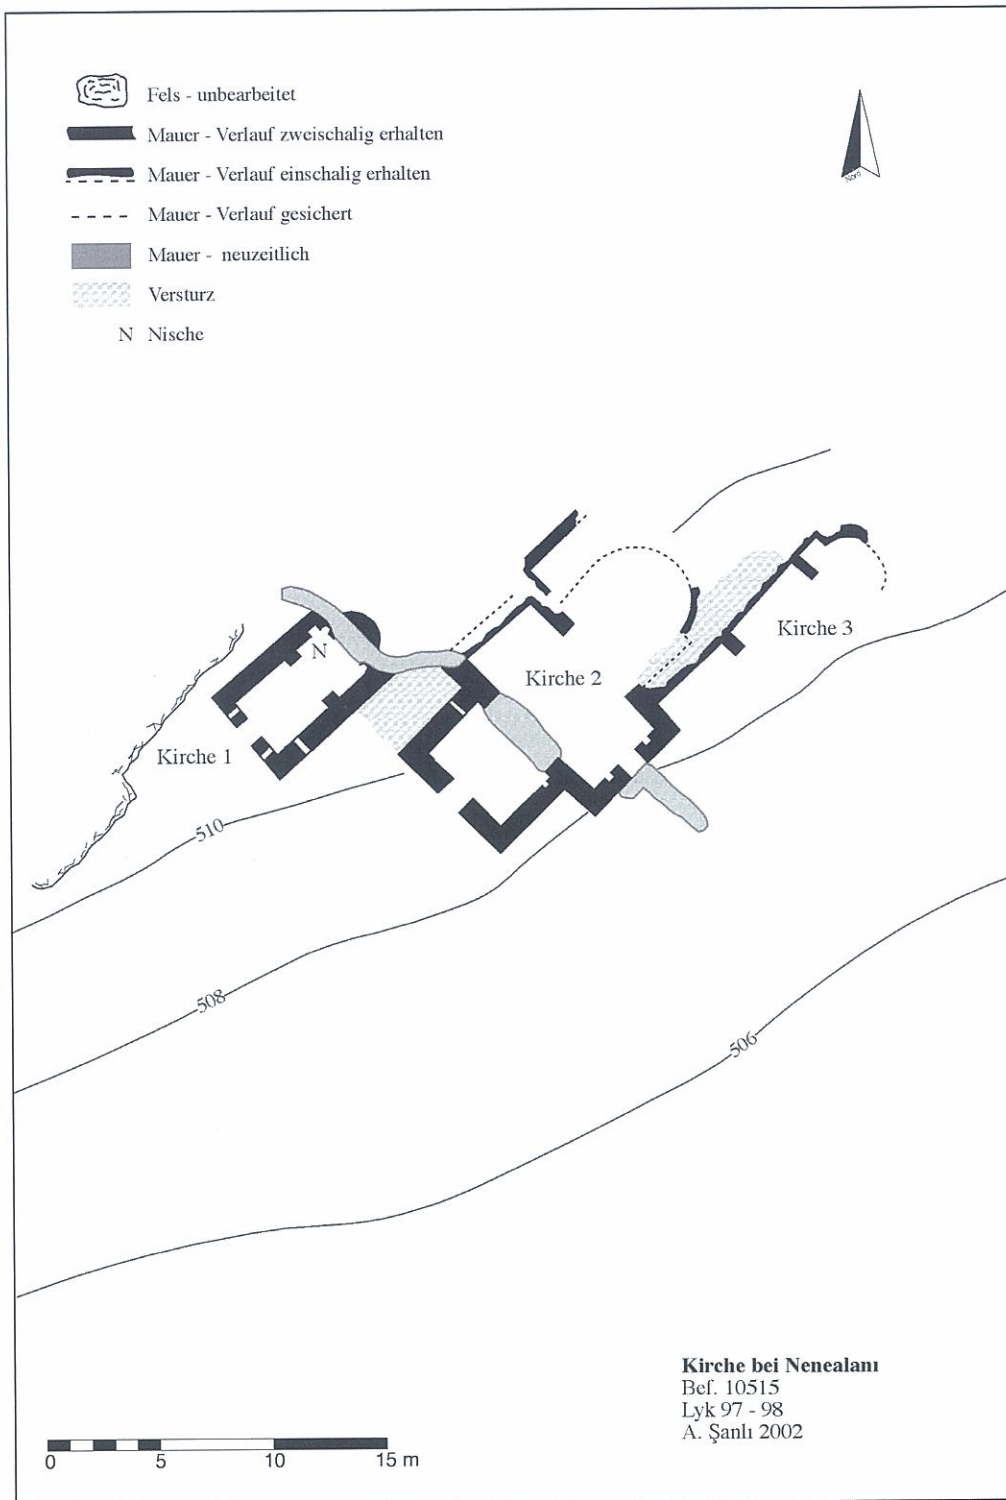 Fels - unbearbeitet
Mauer - Verlauf zweischalig erhalten
Mauer - Verlauf einschalig erhalten
Mauer - Verlauf gesichert
Mauer -  neuzeitlich
Versturz
N Nische
Nord
Kirche 3
N
Kirche 2
Kirche 1
510
508
506
Kirche bei Nenealanı
Bef. 10515
Lyk 97 - 98
A. Şanlı 2002
0 5 10 15 m